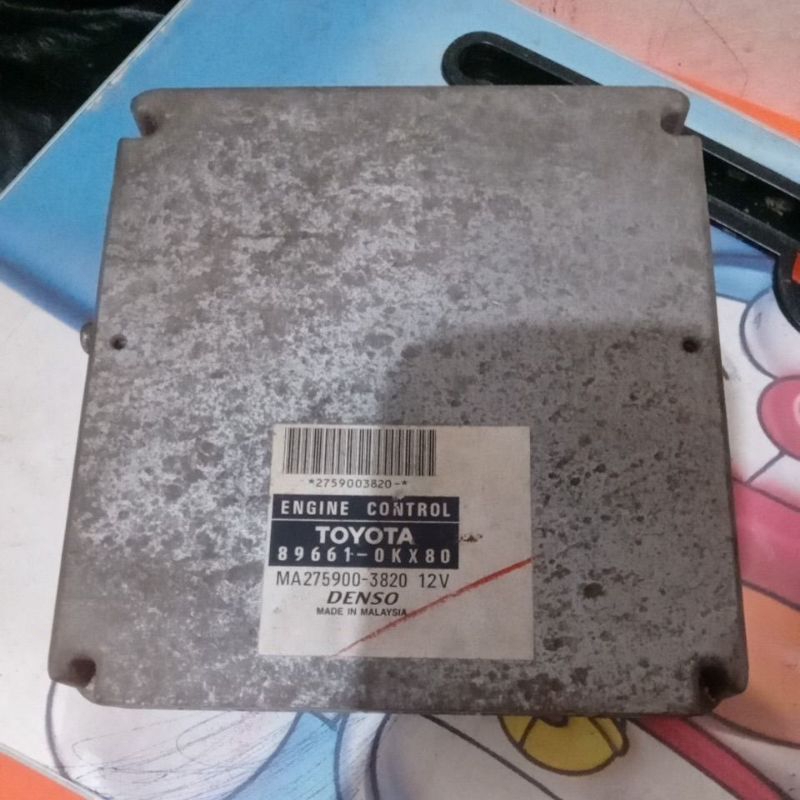 *2759003820-*
ENGINE CONTROL
TOYOTA
89661-0KX80
MA275900-3820 12V
DENSO
MADE IN MALAYSIA